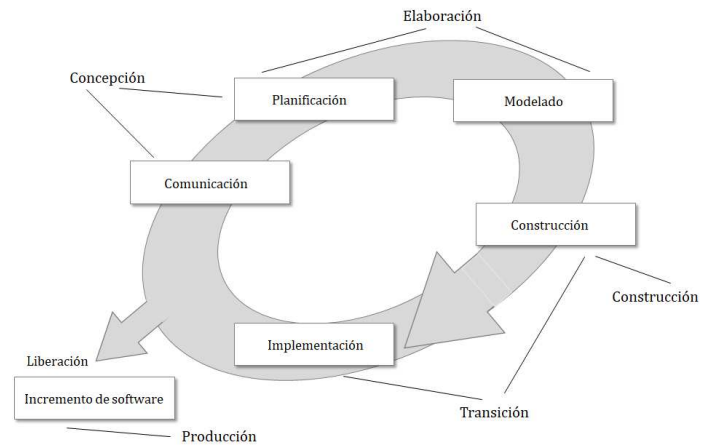 Elaboración
Concepción
Planificación
Modelado
Comunicación
Construcción
Construcción
Implementación
Liberación
Incremento de software
Transición
Producción